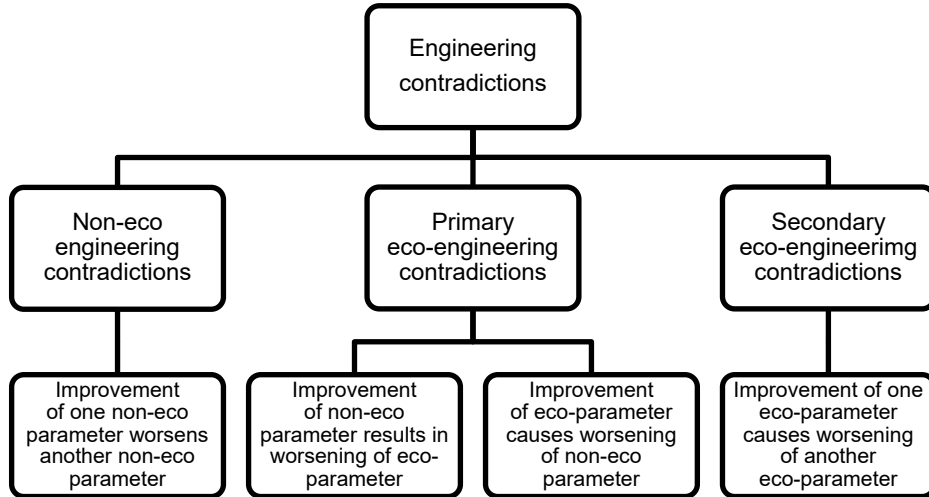 Engineering
contradictions
Non-eco
engineering
contradictions
Primary
eco-engineering
contradictions
Secondary
eco-engineerimg
contradictions
Improvement
of one non-eco
parameter worsens
another non-eco
parameter
Improvement
of non-eco
parameter results in
worsening of eco-
parameter
Improvement
of eco-parameter
causes worsening
of non-eco
parameter
Improvement of one
eco-parameter
causes worsening
of another
eco-parameter